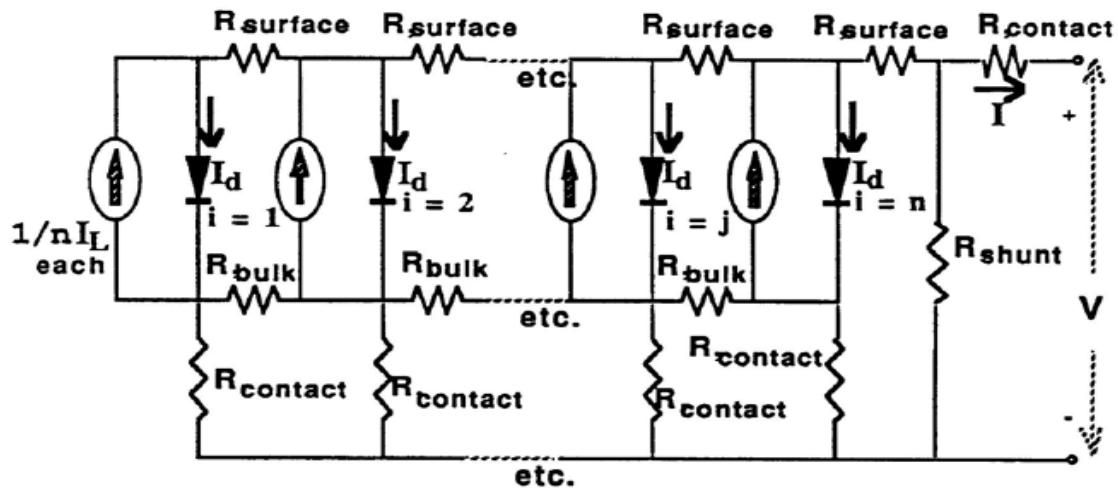 Rsurface
Rsurface
Rsurface
Rsurface
Rcontact
etc.
I
+
Id
i = 1
Id
i = 2
Id
i = j
Id
i = n
1/nIL
each
Rbulk
Rbulk
Rbulk
Rshunt
etc.
V
Rcontact
Rcontact
Rcontact
Rcontact
-
etc.